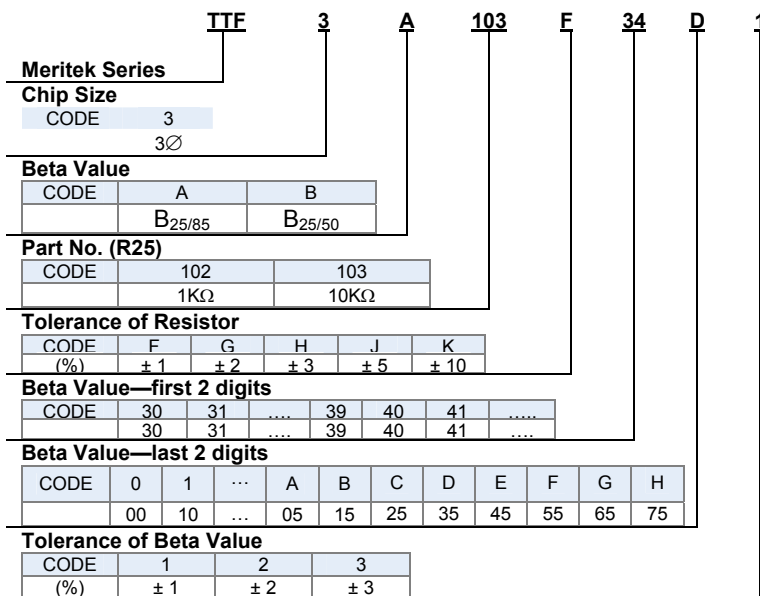 TTF 3 A 103 F 34 D 1
Meritek Series
Chip Size
CODE 3
3∅
Beta Value
CODE A B
B25/85 B25/50
Part No. (R25)
CODE 102 103
1KΩ 10KΩ
Tolerance of Resistor
CODE F G H J K
(%) ± 1 ± 2 ± 3 ± 5 ± 10
Beta Value—first 2 digits
CODE 30 31 .... 39 40 41 .....
30 31 .... 39 40 41 ....
Beta Value—last 2 digits
CODE 0 1 ... A B C D E F G H
00 10 ... 05 15 25 35 45 55 65 75
Tolerance of Beta Value
CODE 1 2 3
(%) ± 1 ± 2 ± 3